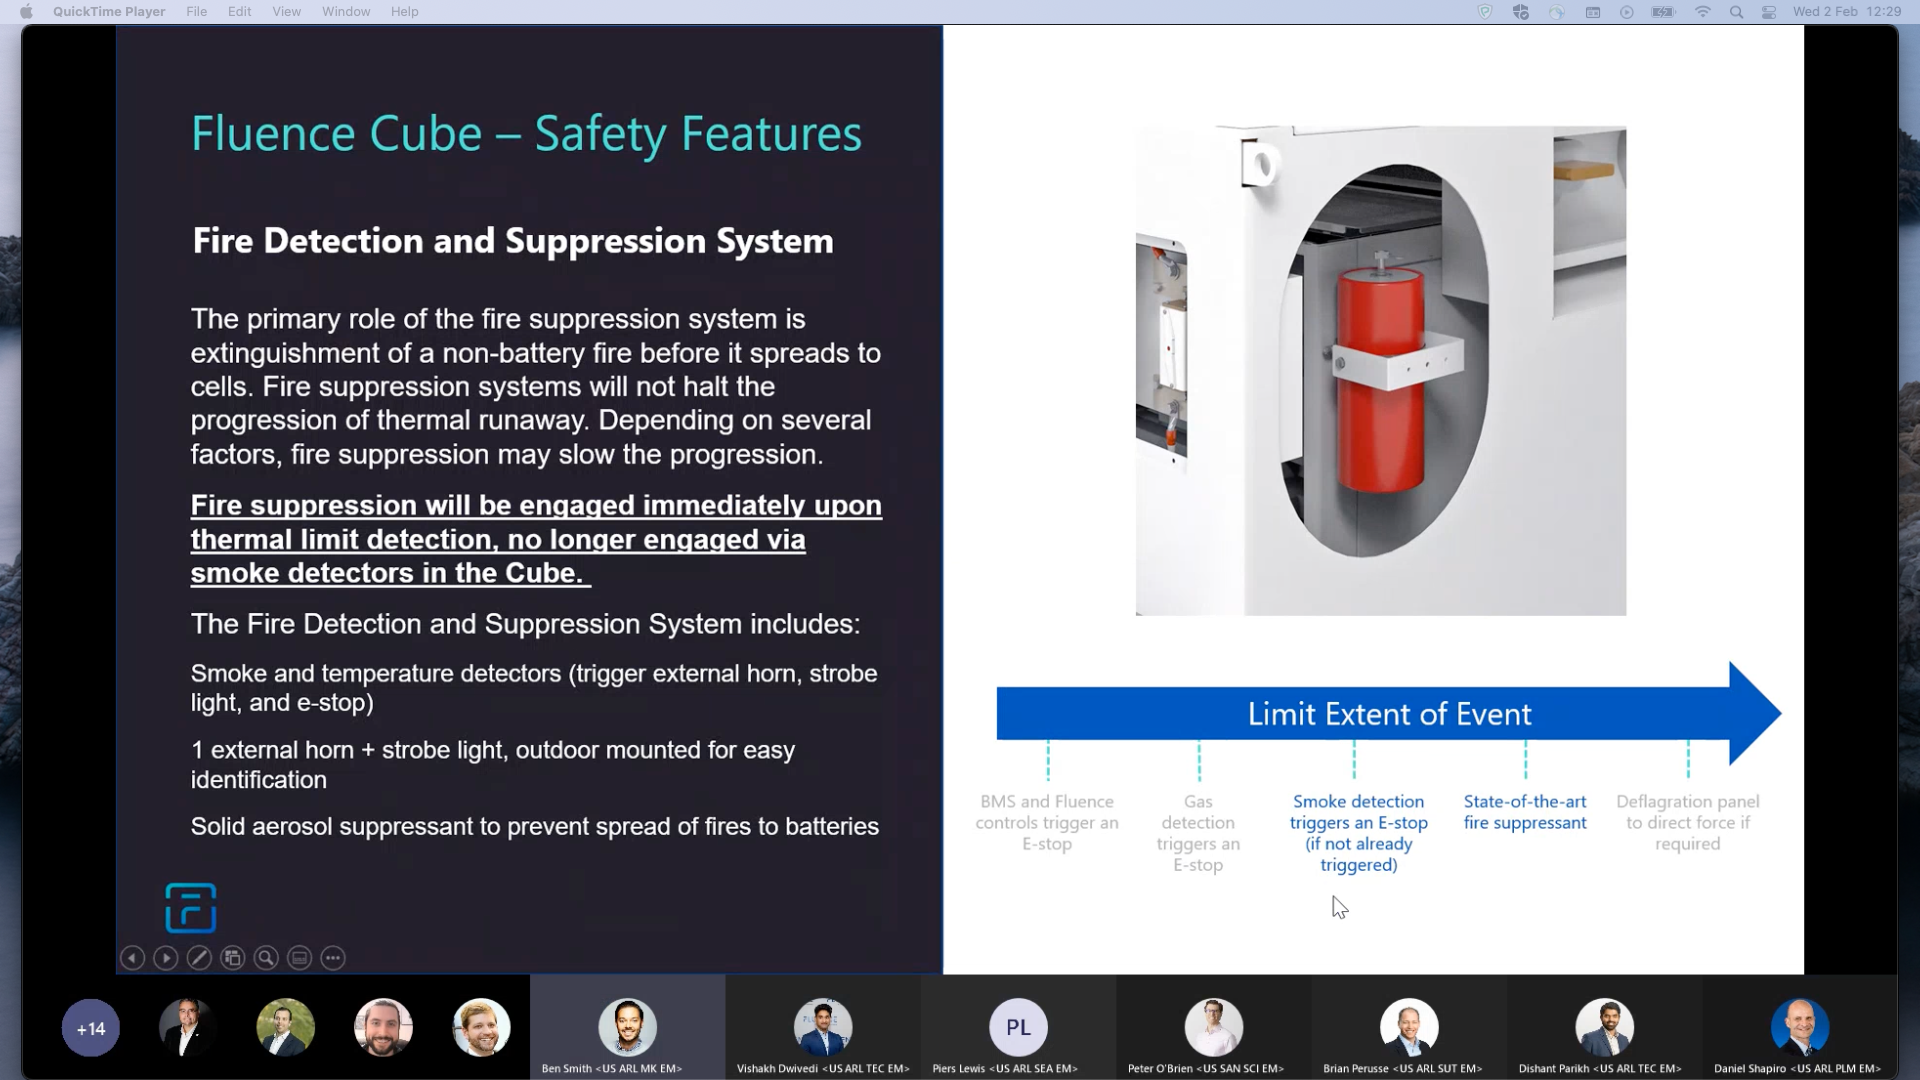 QuickTime Player File Edit View Window Help Wed 2 Feb 12:29
Fluence Cube – Safety Features
Fire Detection and Suppression System
The primary role of the fire suppression system is
extinguishment of a non-battery fire before it spreads to
cells. Fire suppression systems will not halt the
progression of thermal runaway. Depending on several
factors, fire suppression may slow the progression.
Fire suppression will be engaged immediately upon
thermal limit detection, no longer engaged via
smoke detectors in the Cube.
The Fire Detection and Suppression System includes:
Smoke and temperature detectors (trigger external horn, strobe
light, and e-stop)
1 external horn + strobe light, outdoor mounted for easy
identification
Solid aerosol suppressant to prevent spread of fires to batteries
Limit Extent of Event
BMS and Fluence
controls trigger an
E-stop
Gas
detection
triggers an
E-stop
Smoke detection
triggers an E-stop
(if not already
triggered)
State-of-the-art
fire suppressant
Deflagration panel
to direct force if
required
+14
PL
Ben Smith <US ARL MK EM>
Vishakh Dwivedi <US ARL TEC EM>
Piers Lewis <US ARL SEA EM>
Peter O'Brien <US SAN SCI EM>
Brian Perusse <US ARL SUT EM>
Dishant Parikh <US ARL TEC EM>
Daniel Shapiro <US ARL PLM EM>